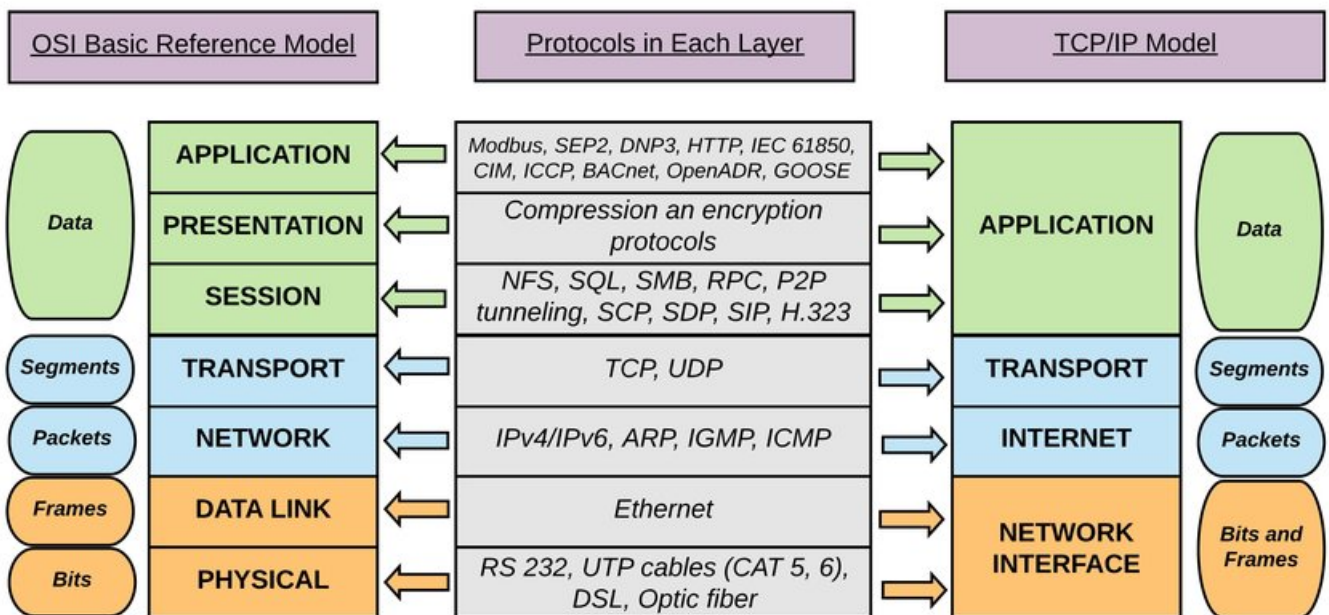 OSI Basic Reference Model
Protocols in Each Layer
TCP/IP Model
Data
APPLICATION
Modbus, SEP2, DNP3, HTTP, IEC 61850,
CIM, ICCP, BACnet, OpenADR, GOOSE
PRESENTATION
Compression an encryption
protocols
SESSION
NFS, SQL, SMB, RPC, P2P
tunneling, SCP, SDP, SIP, H.323
APPLICATION
Data
Segments
TRANSPORT
TCP, UDP
TRANSPORT
Segments
Packets
NETWORK
IPv4/IPv6, ARP, IGMP, ICMP
INTERNET
Packets
Frames
DATA LINK
Ethernet
Bits
PHYSICAL
RS 232, UTP cables (CAT 5, 6),
DSL, Optic fiber
NETWORK
INTERFACE
Bits and
Frames